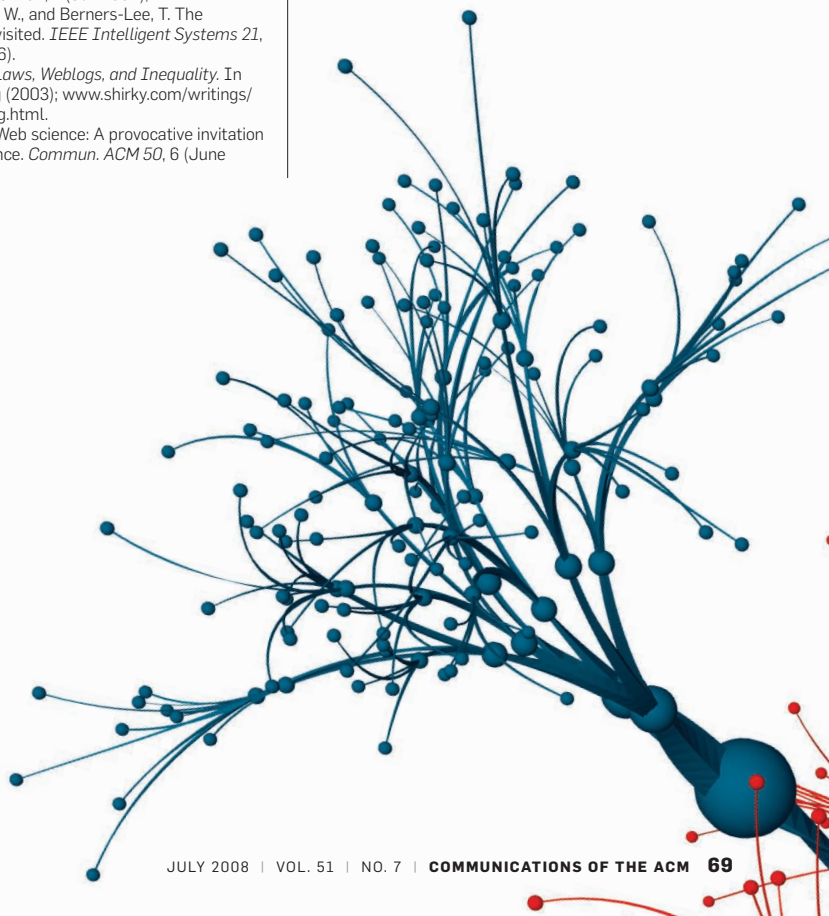 W., and Berners-Lee, T. The
isited. IEEE Intelligent Systems 21,
6).
Laws, Weblogs, and Inequality. In
(2003); www.shirky.com/writings/
g.html.
Web science: A provocative invitation
nce. Commun. ACM 50, 6 (June
JULY 2008 | VOL. 51 | NO. 7 | COMMUNICATIONS OF THE ACM 69